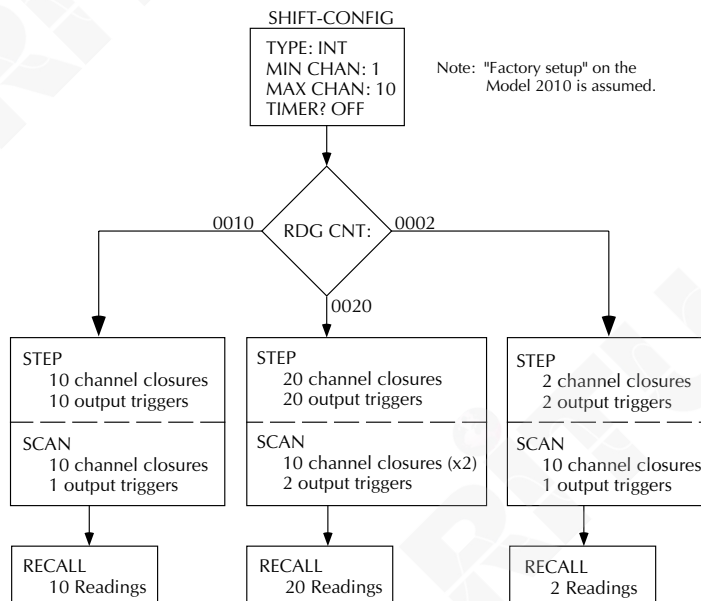 SHIFT-CONFIG
TYPE: INT
MIN CHAN: 1
MAX CHAN: 10
TIMER? OFF
Note: "Factory setup" on the
Model 2010 is assumed.
0010
RDG CNT:
0002
0020
STEP
10 channel closures
10 output triggers
SCAN
10 channel closures
1 output triggers
STEP
20 channel closures
20 output triggers
SCAN
10 channel closures (x2)
2 output triggers
STEP
2 channel closures
2 output triggers
SCAN
10 channel closures
1 output triggers
RECALL
10 Readings
RECALL
20 Readings
RECALL
2 Readings